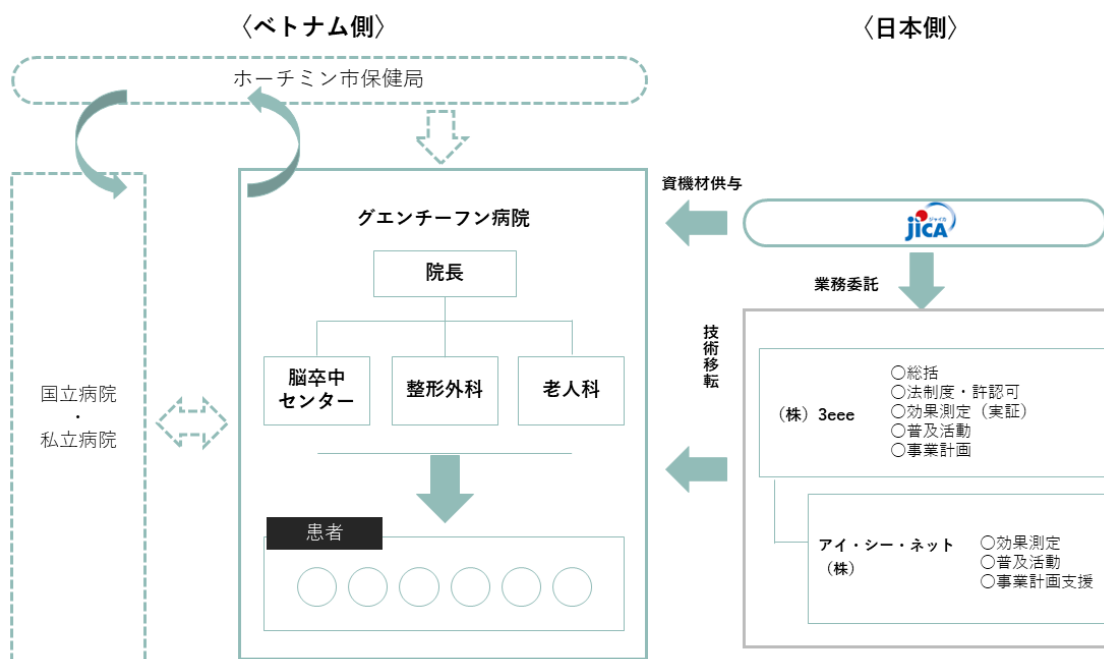 〈ベトナム側〉
ホーチミン市保健局
国立病院
・
私立病院
グエンチーフン病院
院長
脳卒中
センター
整形外科
老人科
患者
〈日本側〉
資機材供与
ジャイカ
jICA
業務委託
技術移転
（株）3eee
○総括
○法制度・許認可
○効果測定（実証）
○普及活動
○事業計画
アイ・シー・ネット
（株）
○効果測定
○普及活動
○事業計画支援